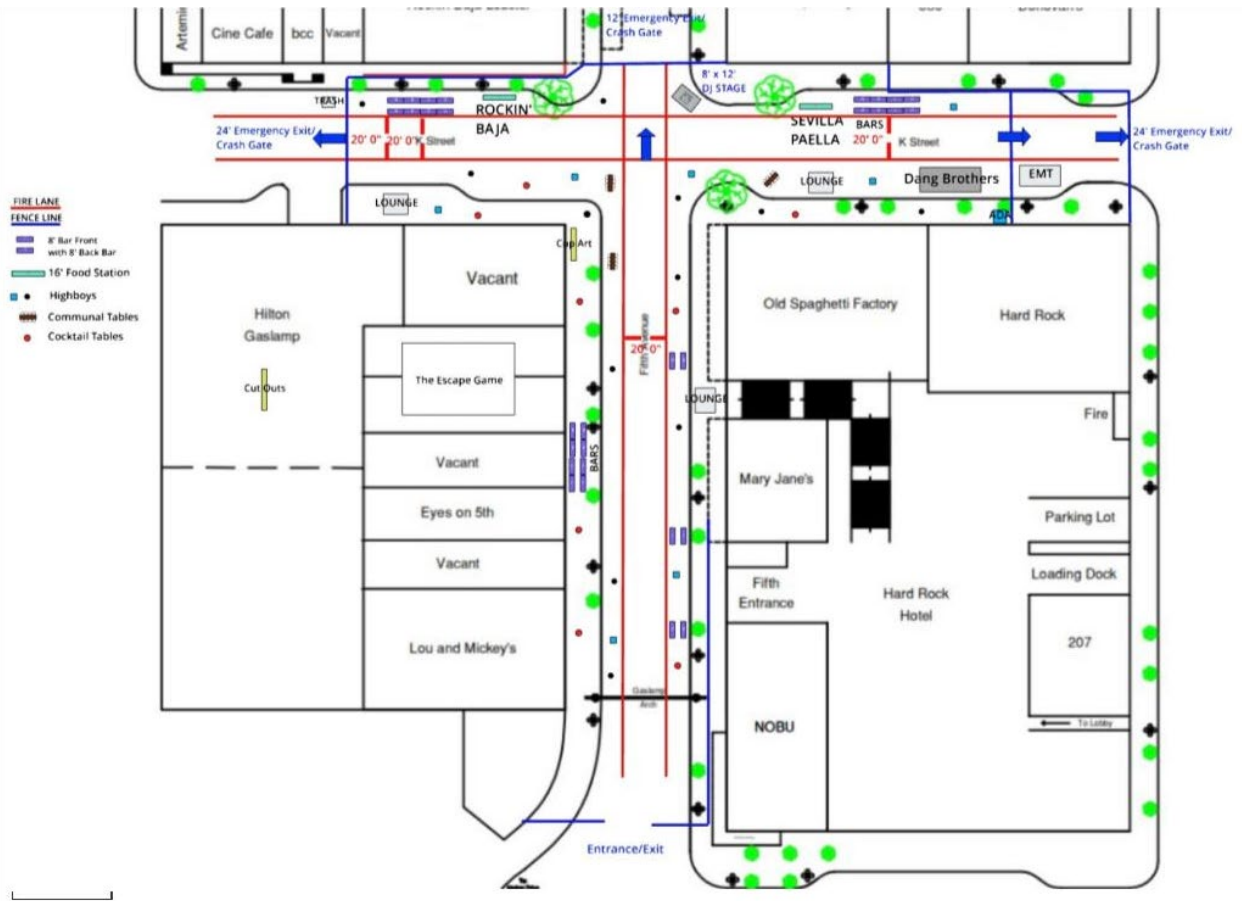 12' Emergency Exit/
Crash Gate
Cine Cafe
bcc
Vacant
8' x 12'
DJ STAGE
TRASH
ROCKIN'
BAJA
SEVILLA
PAELLA
BARS
24' Emergency Exit/
Crash Gate
20' 0"
20' 0"
K Street
20' 0"
K Street
24' Emergency Exit/
Crash Gate
LOUNGE
LOUNGE
Dang Brothers
EMT
ADA
FIRE LANE
FENCE LINE
8' Bar Front
with 8' Back Bar
16' Food Station
Highboys
Communal Tables
Cocktail Tables
Vacant
Hilton
Gaslamp
Cut Outs
The Escape Game
Vacant
Eyes on 5th
Vacant
Lou and Mickey's
BARS
Fifth Avenue
20' 0"
LOUNGE
Old Spaghetti Factory
Hard Rock
Fire
Mary Jane's
Parking Lot
Loading Dock
Fifth
Entrance
Hard Rock
Hotel
207
NOBU
To Lobby
Gaslamp
Arch
Entrance/Exit